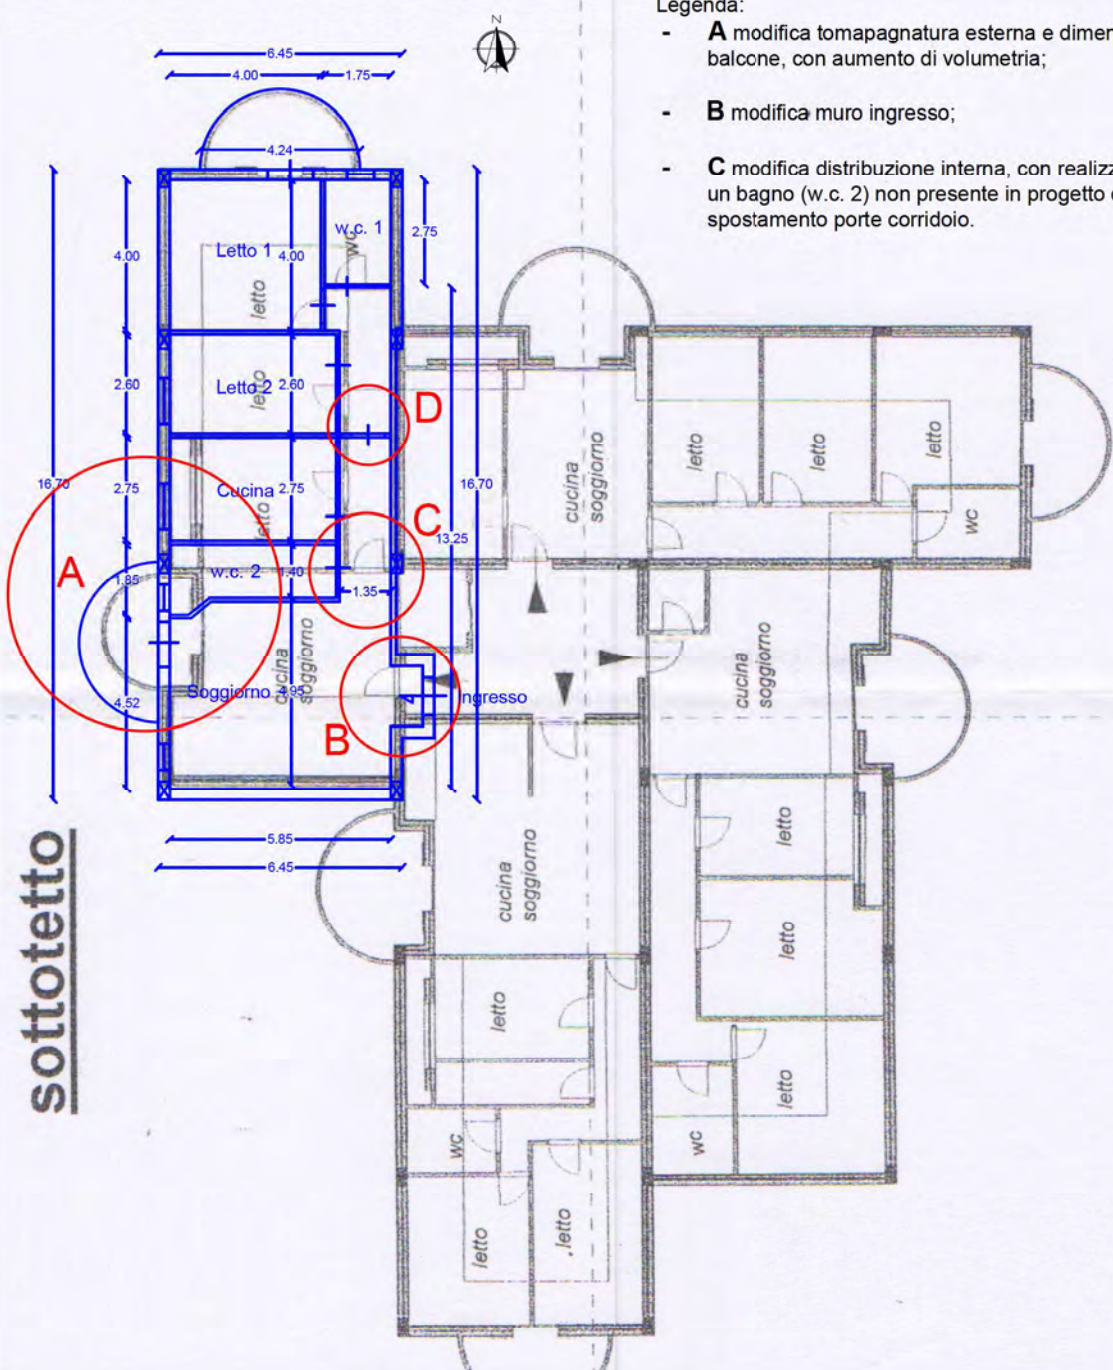 Legenda:
- A modifica tomapagnatura esterna e dimen
balcone, con aumento di volumetria;
- B modifica muro ingresso;
- C modifica distribuzione interna, con realizz
un bagno (w.c. 2) non presente in progetto
spostamento porte corridoio.
N
6.45
4.00
1.75
4.24
w.c. 1
wc
2.75
Letto 1
4.00
4.00
letto
2.60
Letto 2
2.60
letto
D
16.70
2.75
Cucina
2.75
letto
16.70
C
13.25
A
1.85
w.c. 2
1.40
1.35
cucina
soggiorno
Soggiorno
4.95
4.52
Ingresso
B
5.85
6.45
sottotetto
cucina
soggiorno
letto
letto
letto
wc
cucina
soggiorno
letto
letto
letto
wc
cucina
soggiorno
letto
wc
letto
letto